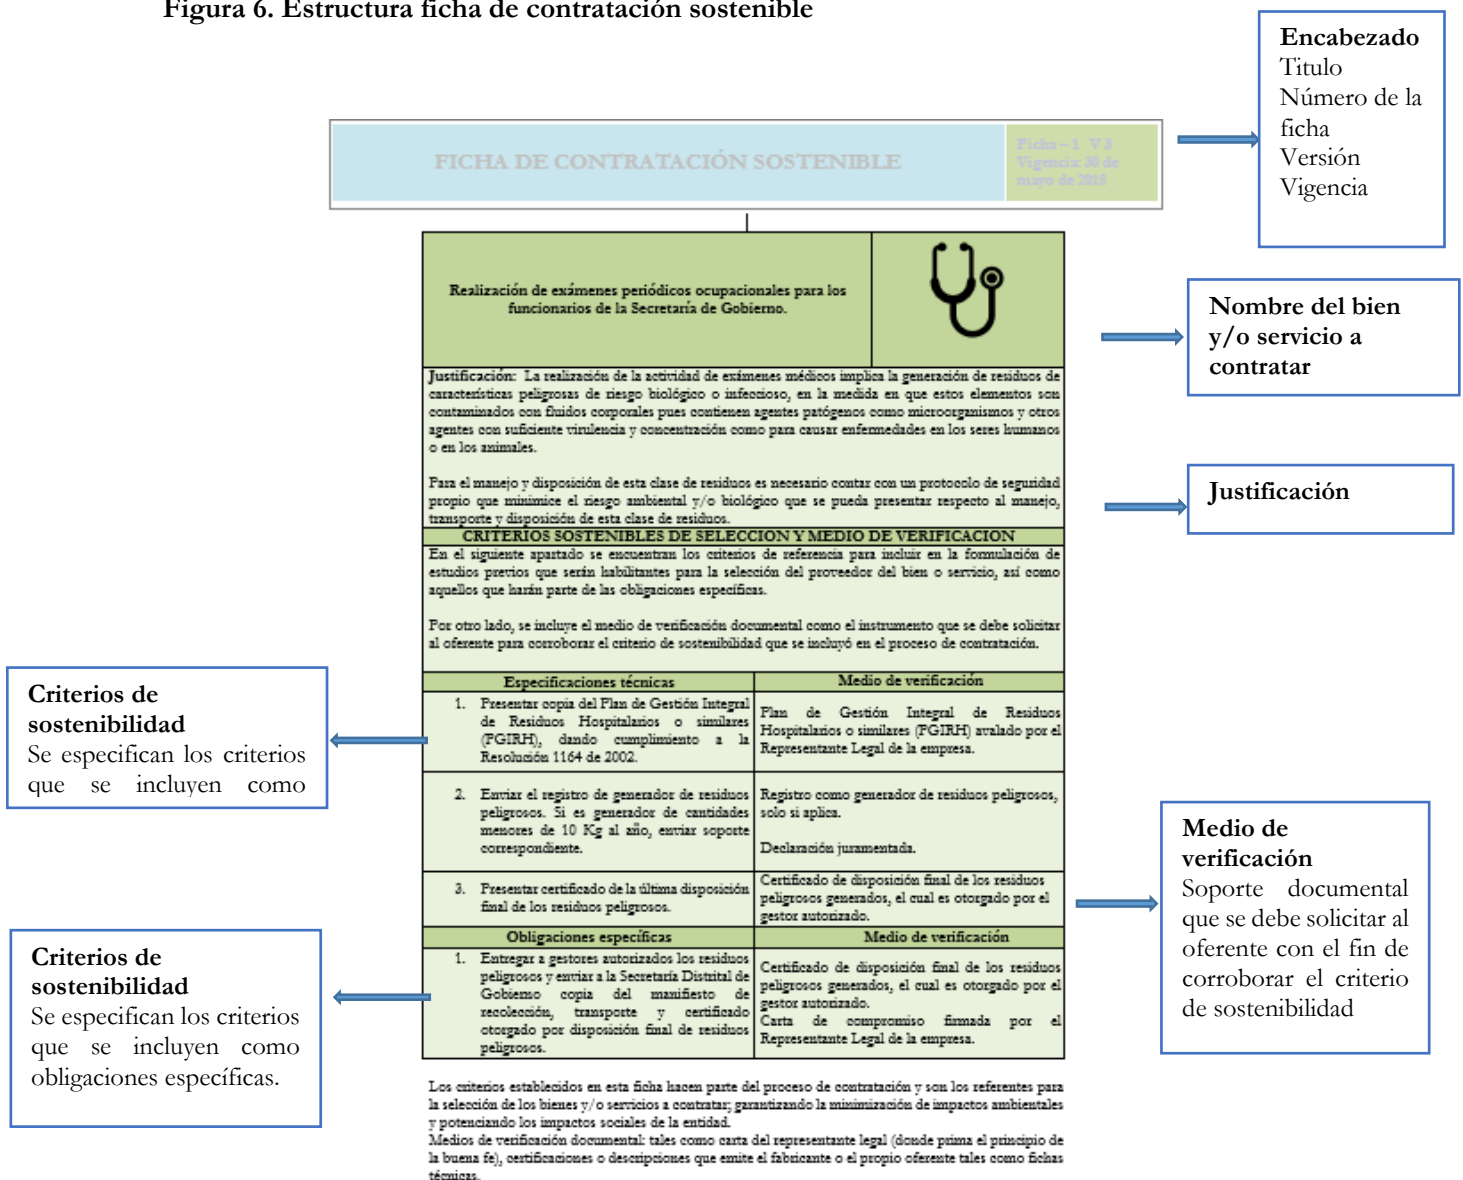 Figura 6. Estructura ficha de contratación sostenible
Encabezado
Titulo
Número de la
ficha
Versión
Vigencia
FICHA DE CONTRATACIÓN SOSTENIBLE
Ficha – 1 V 3
Vigencia: 30 de
mayo de 2018
Realización de exámenes periódicos ocupacionales para los
funcionarios de la Secretaría de Gobierno.
Nombre del bien
y/o servicio a
contratar
Justificación: La realización de la actividad de exámenes médicos implica la generación de residuos de
características peligrosas de riesgo biológico o infeccioso, en la medida en que estos elementos son
contaminados con fluidos corporales pues contienen agentes patógenos como microorganismos y otros
agentes con suficiente virulencia y concentración como para causar enfermedades en los seres humanos
o en los animales.
Para el manejo y disposición de esta clase de residuos es necesario contar con un protocolo de seguridad
propio que minimice el riesgo ambiental y/o biológico que se pueda presentar respecto al manejo,
transporte y disposición de esta clase de residuos.
Justificación
CRITERIOS SOSTENIBLES DE SELECCION Y MEDIO DE VERIFICACION
En el siguiente apartado se encuentran los criterios de referencia para incluir en la formulación de
estudios previos que serán habilitantes para la selección del proveedor del bien o servicio, así como
aquellos que harán parte de las obligaciones específicas.
Por otro lado, se incluye el medio de verificación documental como el instrumento que se debe solicitar
al oferente para corroborar el criterio de sostenibilidad que se incluyó en el proceso de contratación.
Criterios de
sostenibilidad
Se especifican los criterios
que se incluyen como
Especificaciones técnicas
Medio de verificación
1. Presentar copia del Plan de Gestión Integral
de Residuos Hospitalarios o similares
(PGIRH), dando cumplimiento a la
Resolución 1164 de 2002.
Plan de Gestión Integral de Residuos
Hospitalarios o similares (PGIRH) avalado por el
Representante Legal de la empresa.
2. Enviar el registro de generador de residuos
peligrosos. Si es generador de cantidades
menores de 10 Kg al año, enviar soporte
correspondiente.
Registro como generador de residuos peligrosos,
solo si aplica.
Declaración juramentada.
3. Presentar certificado de la última disposición
final de los residuos peligrosos.
Certificado de disposición final de los residuos
peligrosos generados, el cual es otorgado por el
gestor autorizado.
Medio de
verificación
Soporte documental
que se debe solicitar al
oferente con el fin de
corroborar el criterio
de sostenibilidad
Criterios de
sostenibilidad
Se especifican los criterios
que se incluyen como
obligaciones específicas.
Obligaciones específicas
Medio de verificación
1. Entregar a gestores autorizados los residuos
peligrosos y enviar a la Secretaría Distrital de
Gobierno copia del manifiesto de
recolección, transporte y certificado
otorgado por disposición final de residuos
peligrosos.
Certificado de disposición final de los residuos
peligrosos generados, el cual es otorgado por el
gestor autorizado.
Carta de compromiso firmada por el
Representante Legal de la empresa.
Los criterios establecidos en esta ficha hacen parte del proceso de contratación y son los referentes para
la selección de los bienes y/o servicios a contratar; garantizando la minimización de impactos ambientales
y potenciando los impactos sociales de la entidad.
Medios de verificación documental: tales como carta del representante legal (donde prima el principio de
la buena fe), certificaciones o descripciones que emite el fabricante o el propio oferente tales como fichas
técnicas.